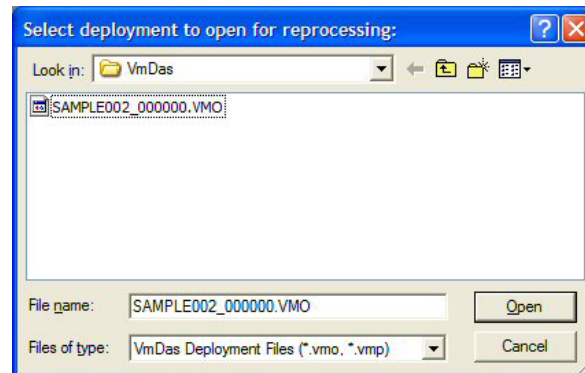 Select deployment to open for reprocessing:
Look in: VmDas
SAMPLE002_000000.VMO
File name: SAMPLE002_000000.VMO Open
Files of type: VmDas Deployment Files (*.vmo, *.vmp) Cancel